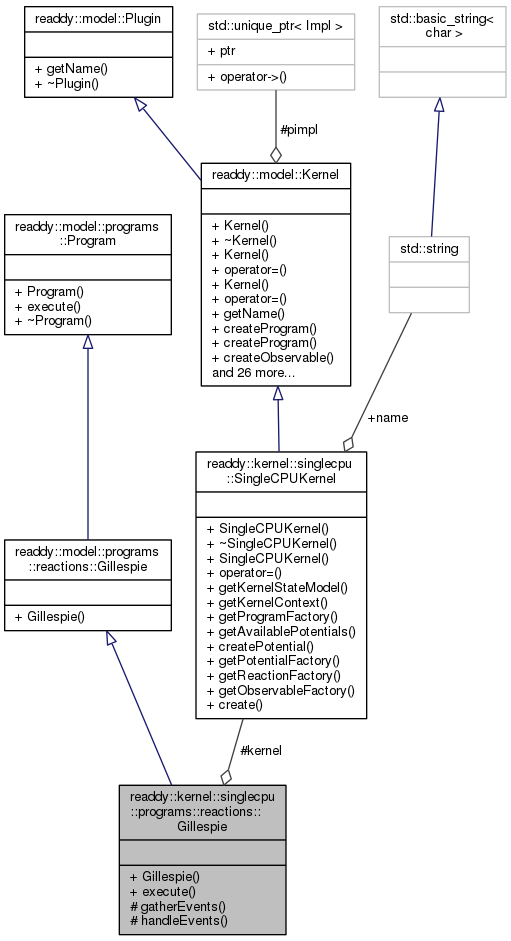 readdy::model::Plugin
+ getName()
+ ~Plugin()
std::unique_ptr< Impl >
+ ptr
+ operator->()
std::basic_string<
char >
#pimpl
readdy::model::Kernel
+ Kernel()
+ ~Kernel()
+ Kernel()
+ operator=()
+ Kernel()
+ operator=()
+ getName()
+ createProgram()
+ createProgram()
+ createObservable()
and 26 more...
readdy::model::programs
::Program
+ Program()
+ execute()
+ ~Program()
std::string
+name
readdy::kernel::singlecpu
::SingleCPUKernel
+ SingleCPUKernel()
+ ~SingleCPUKernel()
+ SingleCPUKernel()
+ operator=()
+ getKernelStateModel()
+ getKernelContext()
+ getProgramFactory()
+ getAvailablePotentials()
+ createPotential()
+ getPotentialFactory()
+ getReactionFactory()
+ getObservableFactory()
+ create()
readdy::model::programs
::reactions::Gillespie
+ Gillespie()
#kernel
readdy::kernel::singlecpu
::programs::reactions::
Gillespie
+ Gillespie()
+ execute()
# gatherEvents()
# handleEvents()